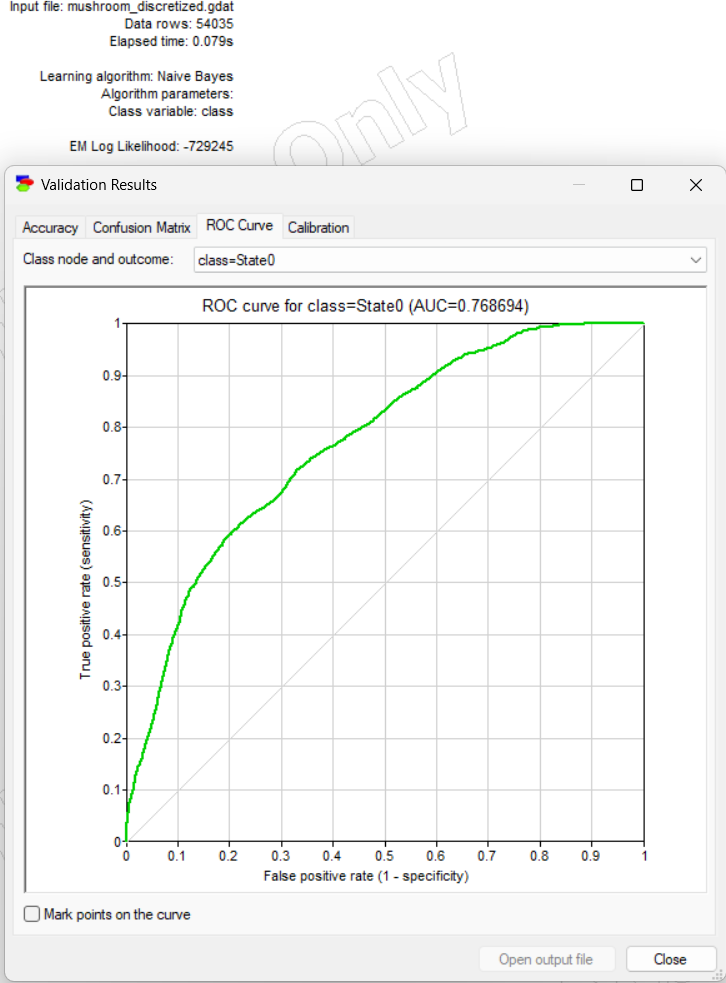 Input file: mushroom_discretized.gdat
Data rows: 54035
Elapsed time: 0.079s
Learning algorithm: Naive Bayes
Algorithm parameters:
Class variable: class
EM Log Likelihood: -729245
Only
Validation Results
Accuracy Confusion Matrix ROC Curve Calibration
Class node and outcome: class=State0
ROC curve for class=State0 (AUC=0.768694)
1
0.9
0.8
0.7
0.6
0.5
0.4
0.3
0.2
0.1
0
True positive rate (sensitivity)
0 0.1 0.2 0.3 0.4 0.5 0.6 0.7 0.8 0.9 1
False positive rate (1 - specificity)
Mark points on the curve
Open output file Close